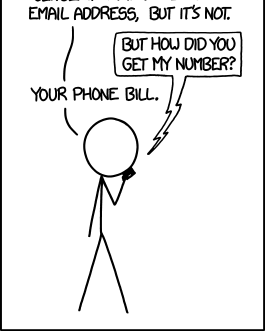 EMAIL ADDRESS, BUT IT'S NOT.
BUT HOW DID YOU
GET MY NUMBER?
YOUR PHONE BILL.